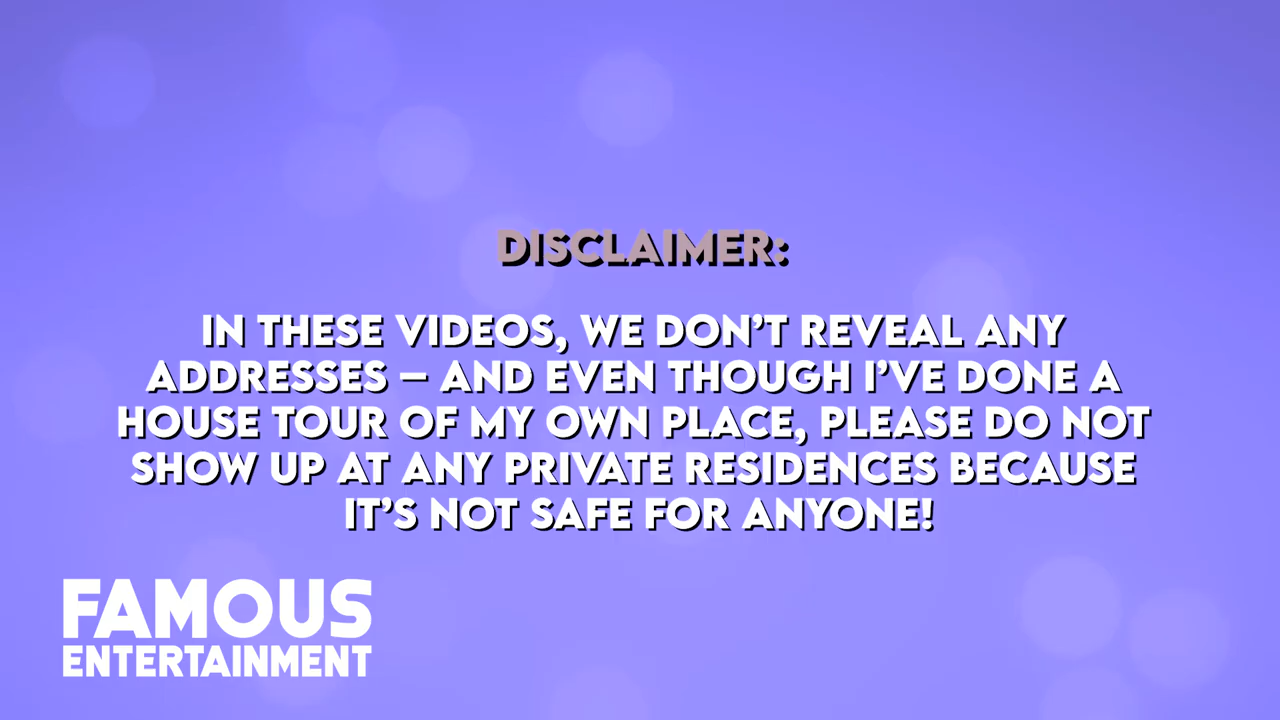 DISCLAIMER:
IN THESE VIDEOS, WE DON'T REVEAL ANY
ADDRESSES – AND EVEN THOUGH I'VE DONE A
HOUSE TOUR OF MY OWN PLACE, PLEASE DO NOT
SHOW UP AT ANY PRIVATE RESIDENCES BECAUSE
IT'S NOT SAFE FOR ANYONE!
FAMOUS
ENTERTAINMENT